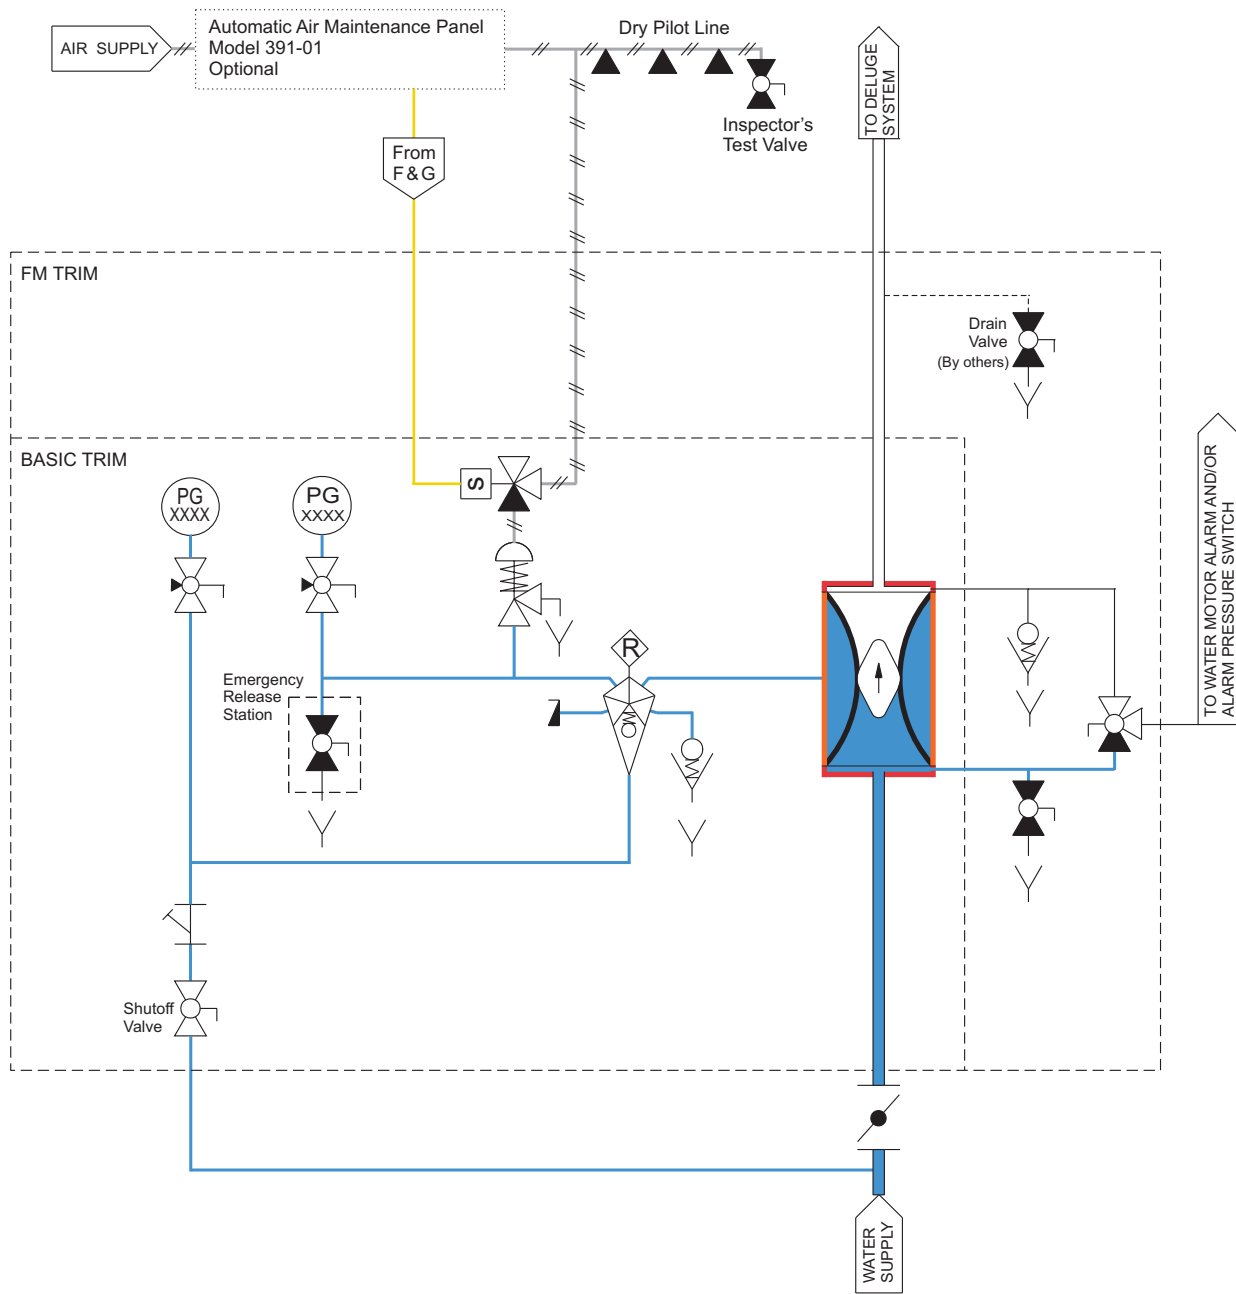 AIR SUPPLY
Automatic Air Maintenance Panel
Model 391-01
Optional
Dry Pilot Line
Inspector's
Test Valve
TO DELUGE
SYSTEM
From
F & G
FM TRIM
Drain
Valve
(By others)
BASIC TRIM
PG
XXXX
PG
XXXX
S
TO WATER MOTOR ALARM AND/OR
ALARM PRESSURE SWITCH
R
Emergency
Release
Station
Shutoff
Valve
WATER
SUPPLY